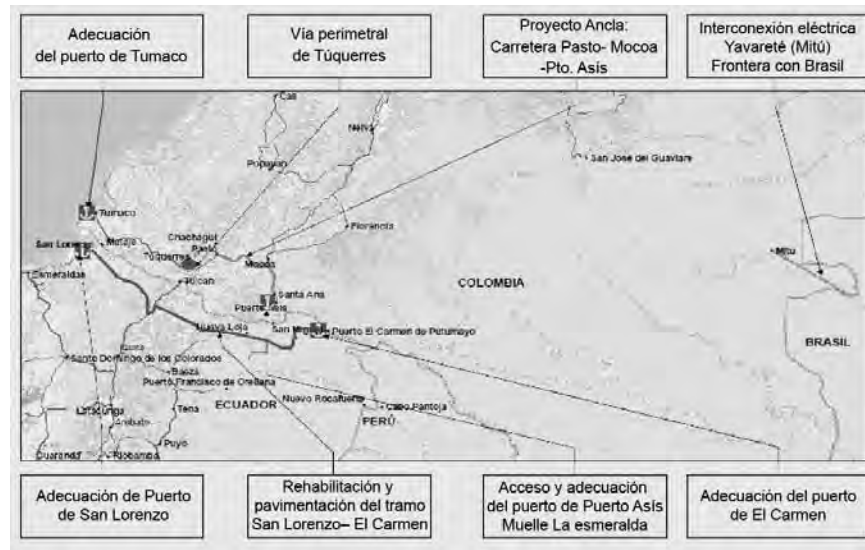 Adecuación
del puerto de Tumaco
Vía perimetral
de Túquerres
Proyecto Ancla:
Carretera Pasto- Mocoa
-Pto. Asís
Interconexión eléctrica
Yavareté (Mitú)
Frontera con Brasil
Cali
Neiva
Popayán
San José del Guaviare
Tumaco
Florencia
Chachagüí
Pasto
San Lorenzo
Mataje
Túquerres
Mocoa
Mitú
Esmeraldas
Tulcán
COLOMBIA
Santa Ana
Puerto Asís
Nueva Loja
San Miguel
Puerto El Carmen de Putumayo
BRASIL
Santo Domingo de los Colorados
Baeza
Puerto Francisco de Orellana
Latacunga
Tena
ECUADOR
Nuevo Rocafuerte
Cabo Pantoja
PERÚ
Ambato
Puyo
Guaranda
Riobamba
Adecuación de Puerto
de San Lorenzo
Rehabilitación y
pavimentación del tramo
San Lorenzo– El Carmen
Acceso y adecuación
del puerto de Puerto Asís
Muelle La esmeralda
Adecuación del puerto
de El Carmen